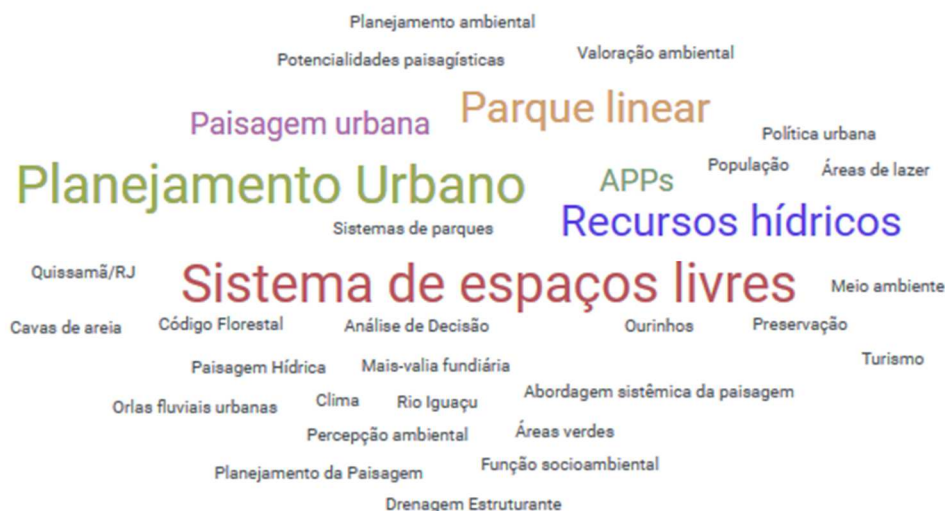 Planejamento ambiental
Potencialidades paisagísticas
Valoração ambiental
Paisagem urbana
Parque linear
Política urbana
Planejamento Urbano
APPs
População
Áreas de lazer
Sistemas de parques
Recursos hídricos
Quissamã/RJ
Sistema de espaços livres
Meio ambiente
Cavas de areia
Código Florestal
Análise de Decisão
Ourinhos
Preservação
Paisagem Hídrica
Mais-valia fundiária
Turismo
Orlas fluviais urbanas
Clima
Rio Iguaçu
Abordagem sistêmica da paisagem
Percepção ambiental
Áreas verdes
Planejamento da Paisagem
Função socioambiental
Drenagem Estruturante